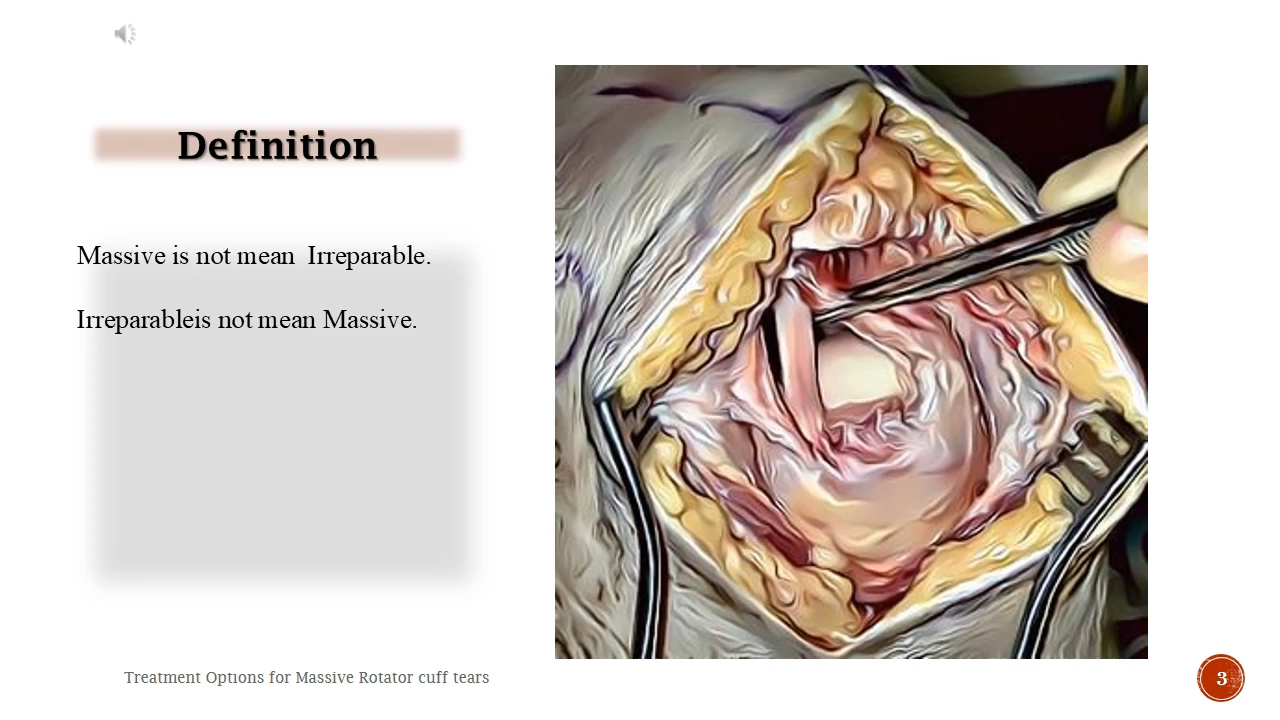 Definition
Massive is not mean  Irreparable.
Irreparableis not mean Massive.
Treatment Options for Massive Rotator cuff tears
3